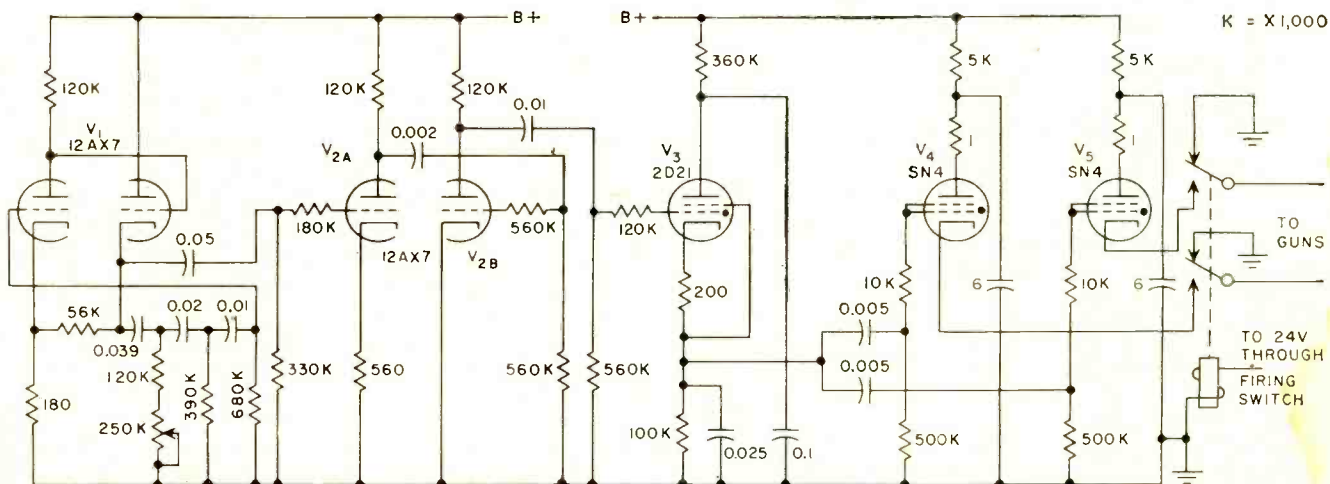 B+
B+
K = X1,000
120K
120K
120K
360K
5K
5K
0.01
0.002
V1
12AX7
V2A
V3
2D21
1
1
V4
SN4
V5
SN4
180K
560K
120K
0.05
12AX7
V2B
TO
GUNS
200
10K
6
10K
6
56K
0.02
0.01
0.039
0.005
0.005
120K
330K
560
560K
560K
TO 24V
THROUGH
FIRING
SWITCH
180
390K
680K
250K
100K
0.025
0.1
500K
500K